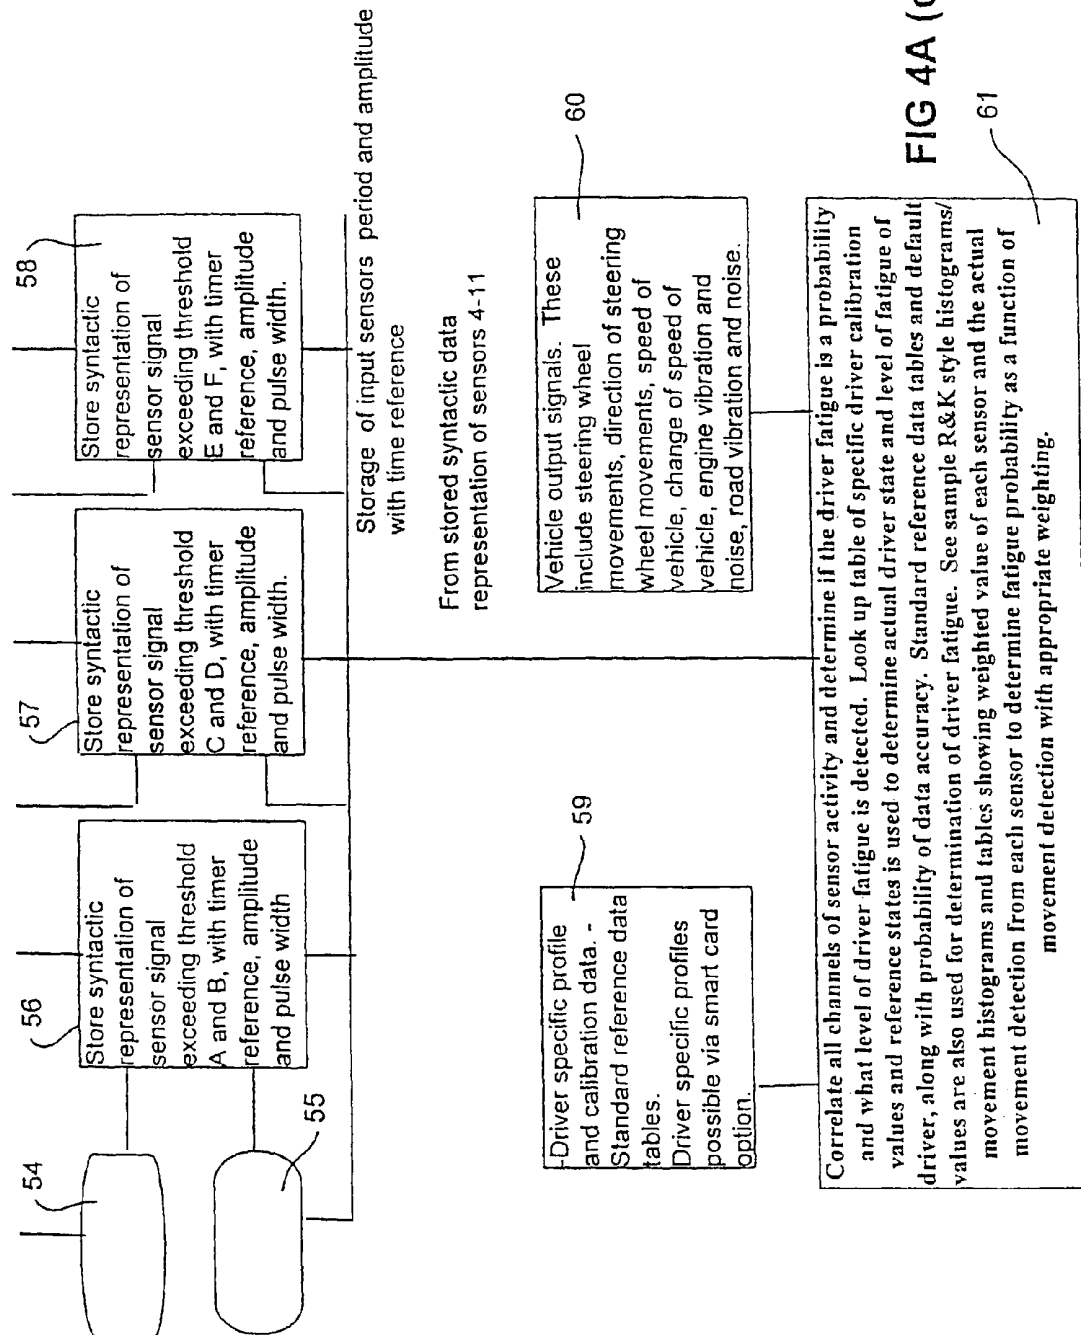 54
55
56
Store syntactic
representation of
sensor signal
exceeding threshold
A and B, with timer
reference, amplitude
and pulse width
57
Store syntactic
representation of
sensor signal
exceeding threshold
C and D, with timer
reference, amplitude
and pulse width.
58
Store syntactic
representation of
sensor signal
exceeding threshold
E and F, with timer
reference, amplitude
and pulse width.
Storage of input sensors period and amplitude
with time reference
From stored syntactic data
representation of sensors 4-11
59
-Driver specific profile
and calibration data. -
Standard reference data
tables.
Driver specific profiles
possible via smart card
option.
60
Vehicle output signals. These
include steering wheel
movements, direction of steering
wheel movements, speed of
vehicle, change of speed of
vehicle, engine vibration and
noise, road vibration and noise.
61
Correlate all channels of sensor activity and determine if the driver fatigue is a probability
and what level of driver fatigue is detected. Look up table of specific driver calibration
values and reference states is used to determine actual driver state and level of fatigue of
driver, along with probability of data accuracy. Standard reference data tables and default
values are also used for determination of driver fatigue. See sample R&K style histograms/
movement histograms and tables showing weighted value of each sensor and the actual
movement detection from each sensor to determine fatigue probability as a function of
movement detection with appropriate weighting.
FIG 4A (c